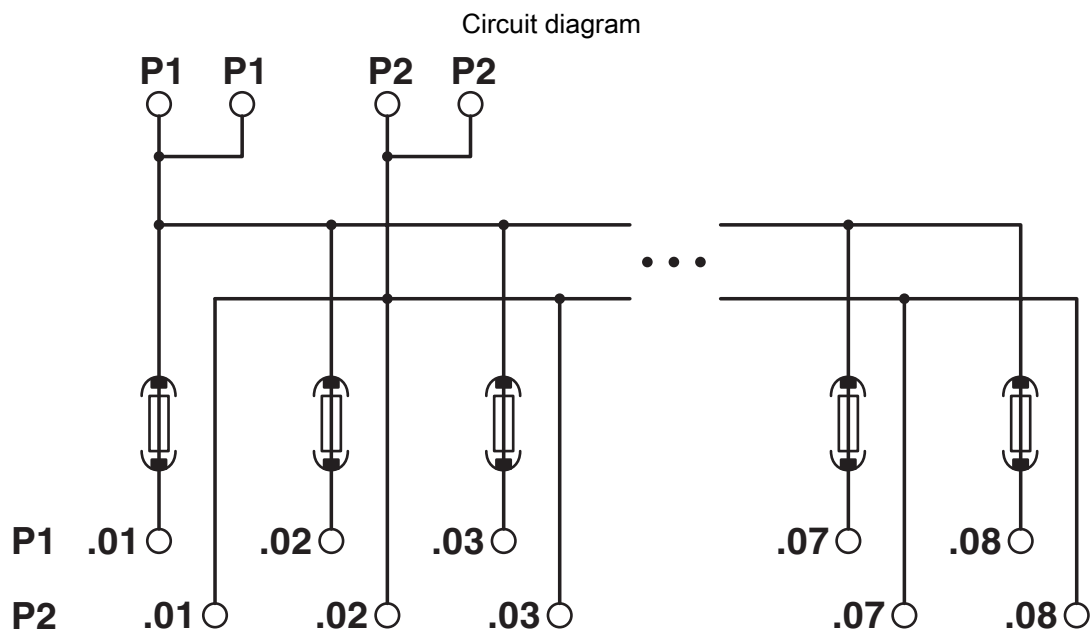 Circuit diagram
P1 P1 P2 P2
P1 .01 .02 .03 .07 .08
P2 .01 .02 .03 .07 .08